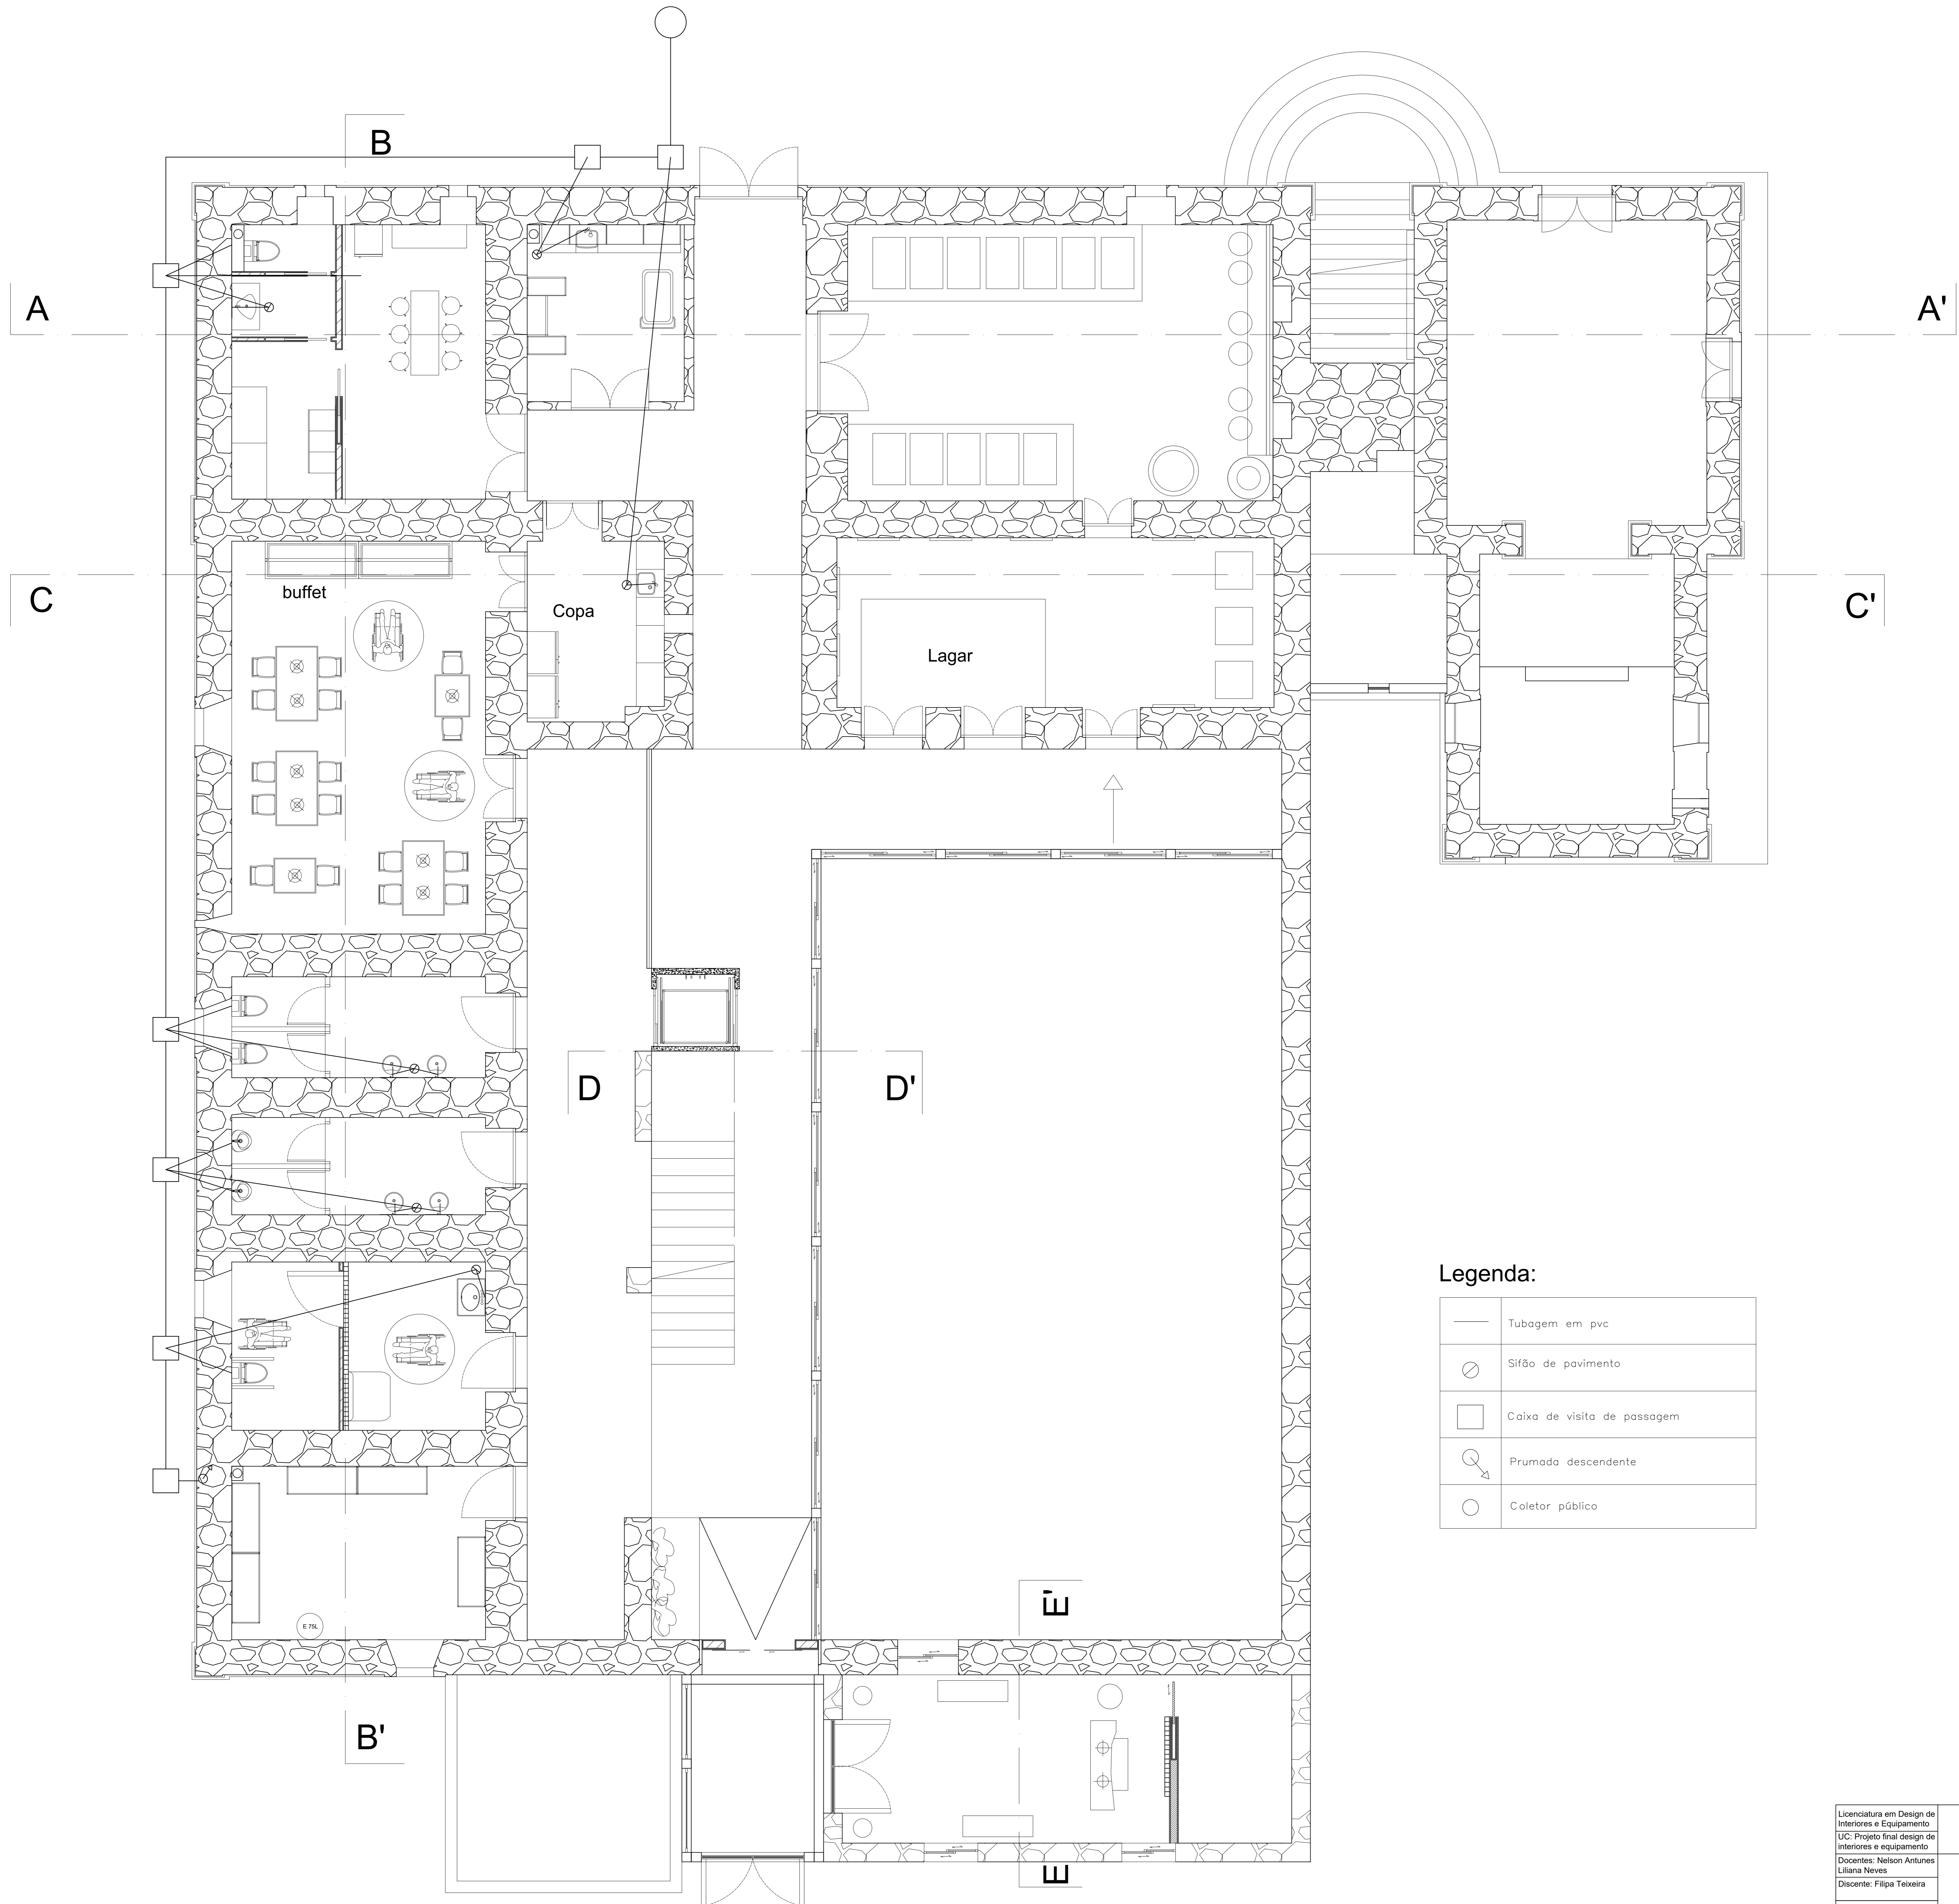 B
A
A'
C
buffet
Copa
Lagar
C'
D
D'
Legenda:
Tubagem em pvc
Sifão de pavimento
Caixa de visita de passagem
Prumada descendente
Coletor público
E 75L
E'
B'
E
Licenciatura em Design de
Interiores e Equipamento
UC: Projeto final design de
interiores e equipamento
Docentes: Nelson Antunes
Liliana Neves
Discente: Filipa Teixeira